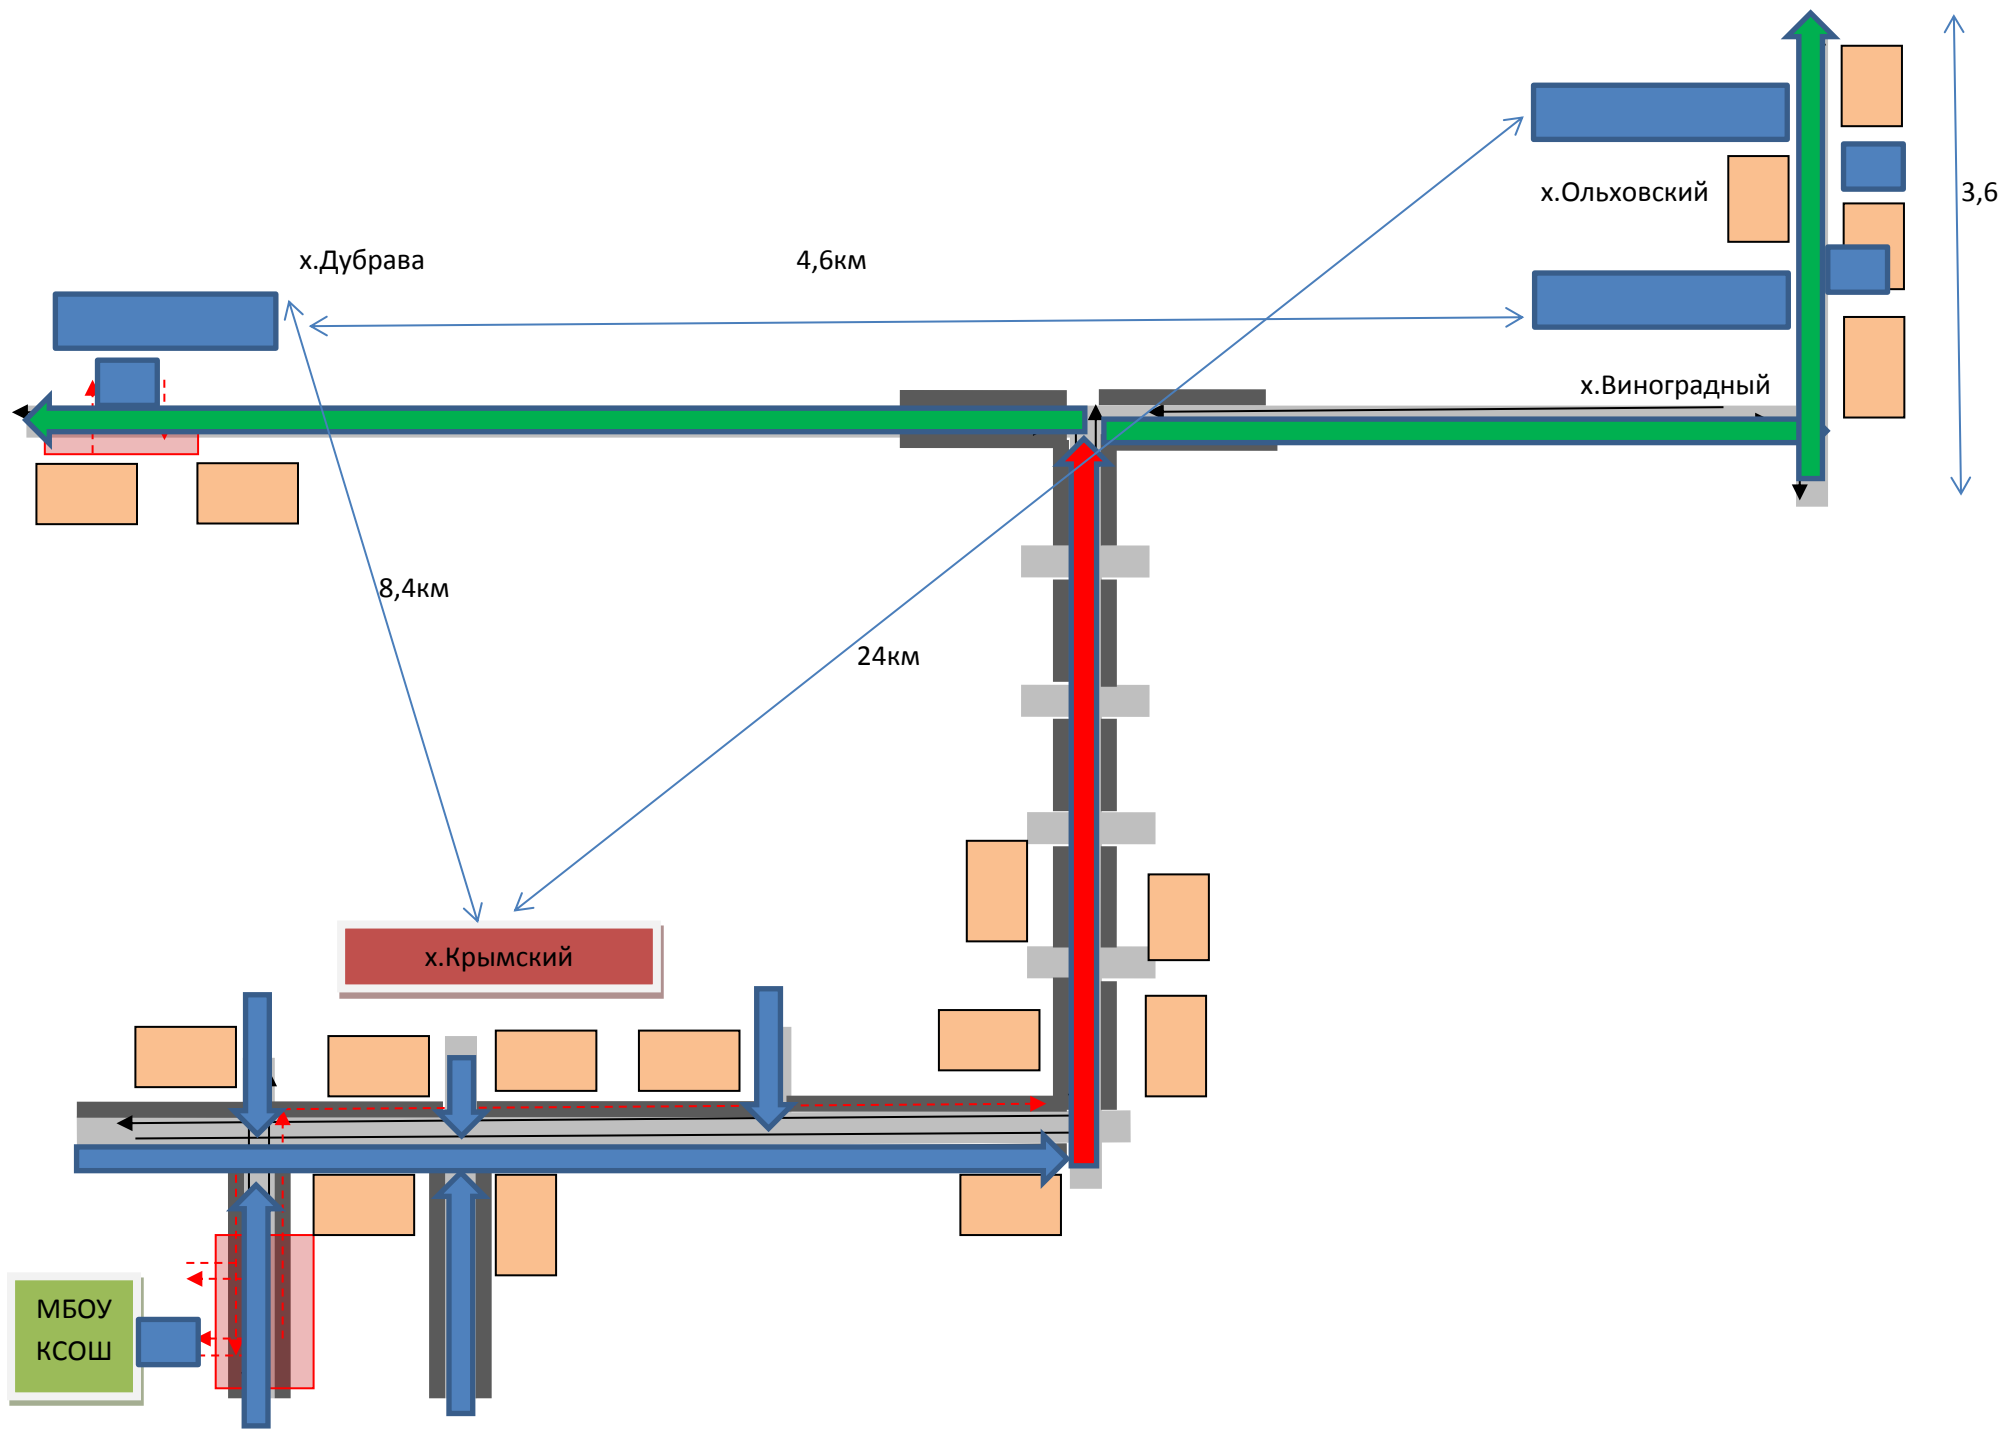 х.Ольховский
3,6
х.Дубрава
4,6км
х.Виноградный
8,4км
24км
х.Крымский
МБОУ
КСОШ